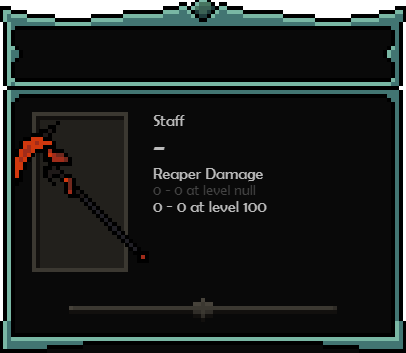 Staff
–
Reaper Damage
0 - 0 at level null
0 - 0 at level 100